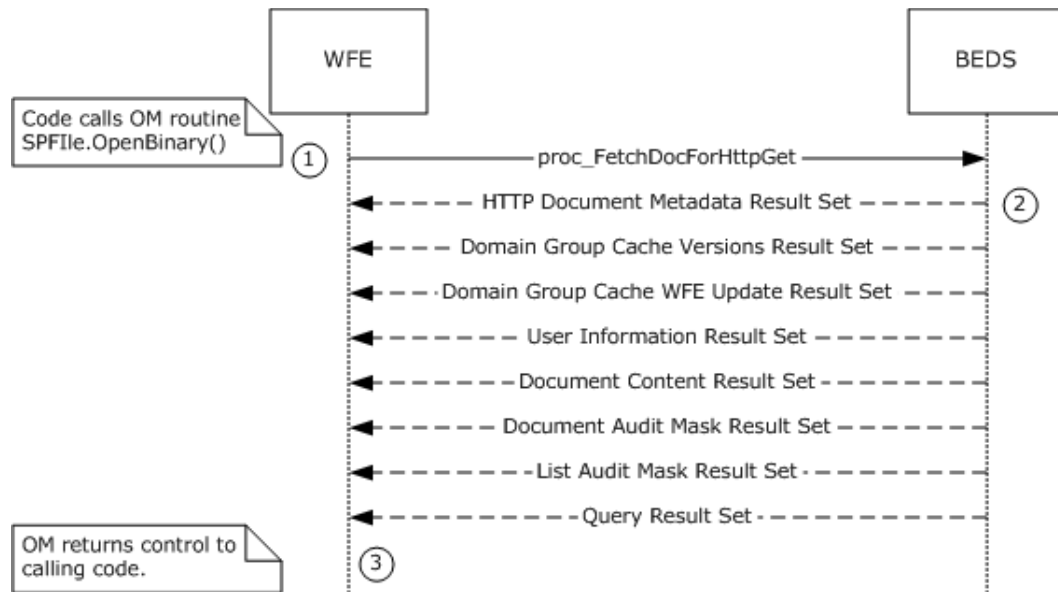 WFE
BEDS
Code calls OM routine
SPFIle.OpenBinary()
1
proc_FetchDocForHttpGet
HTTP Document Metadata Result Set
2
Domain Group Cache Versions Result Set
Domain Group Cache WFE Update Result Set
User Information Result Set
Document Content Result Set
Document Audit Mask Result Set
List Audit Mask Result Set
Query Result Set
OM returns control to
calling code.
3